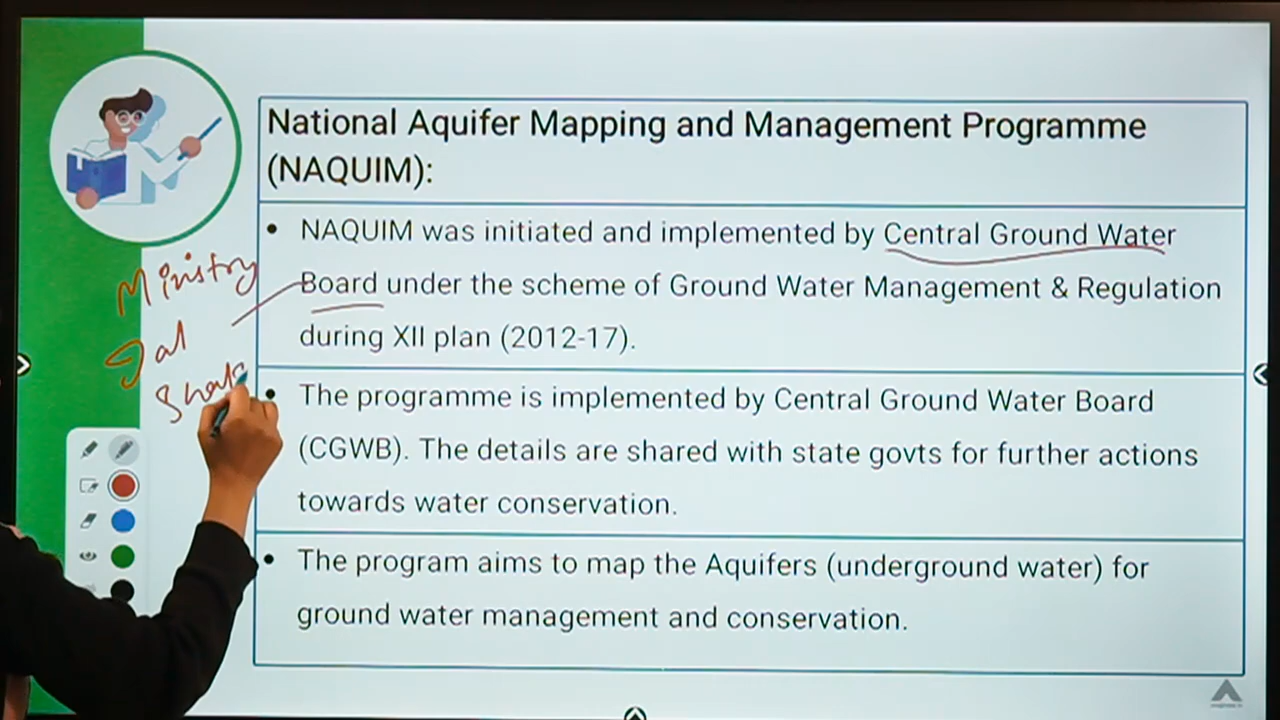 National Aquifer Mapping and Management Programme
(NAQUIM):
• NAQUIM was initiated and implemented by Central Ground Water
Board under the scheme of Ground Water Management & Regulation
during XII plan (2012-17).
Ministry
Jal
• The programme is implemented by Central Ground Water Board
(CGWB). The details are shared with state govts for further actions
towards water conservation.
• The program aims to map the Aquifers (underground water) for
ground water management and conservation.